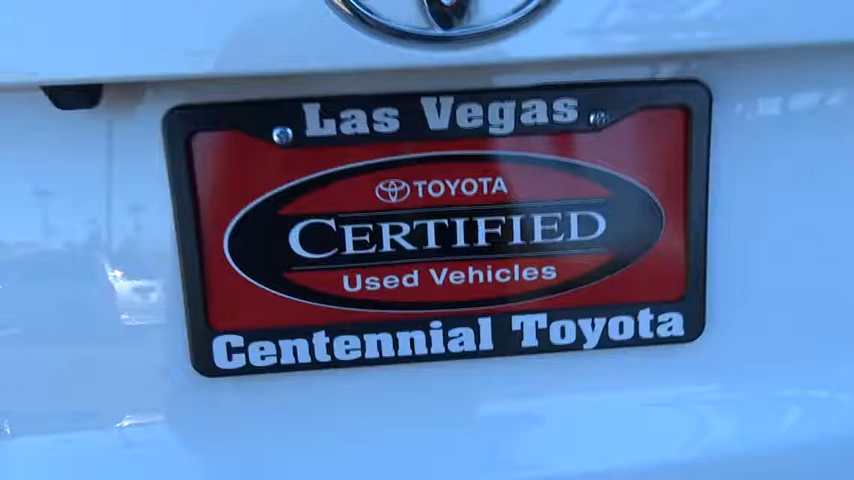 Las Vegas
TOYOTA
CERTIFIED
Used Vehicles
Centennial Toyota